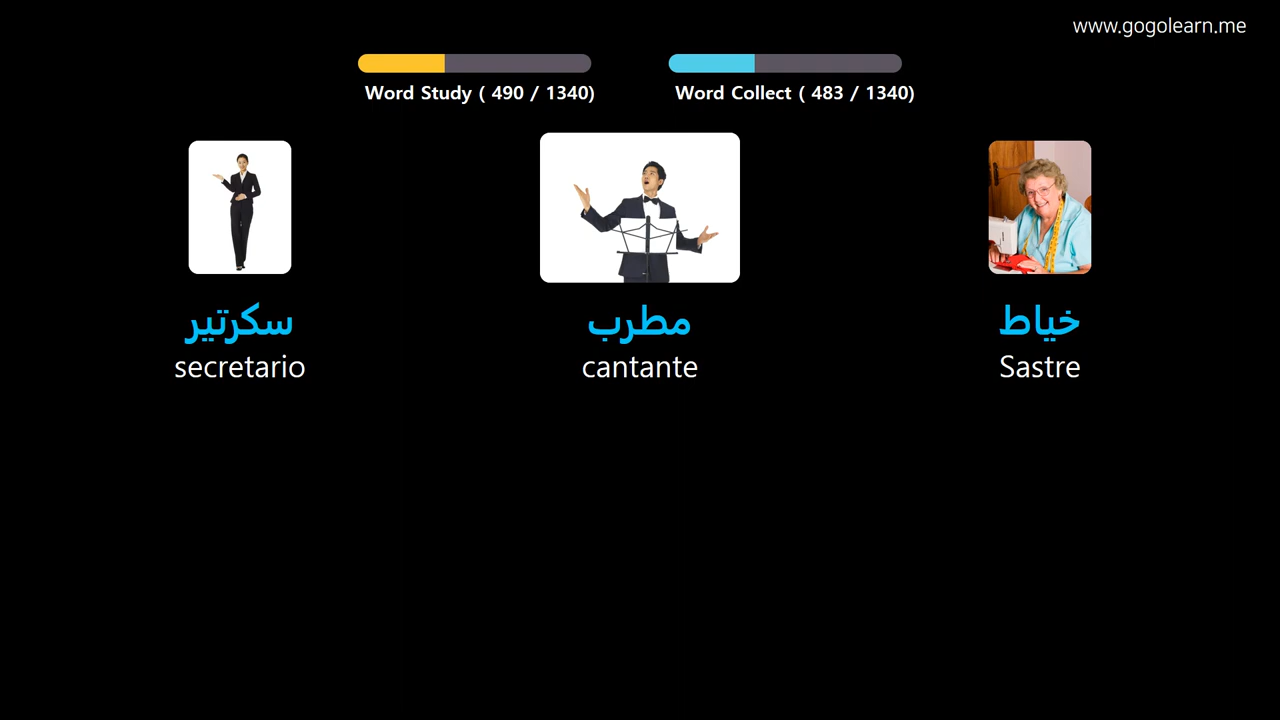 www.gogolearn.me
Word Study ( 490 / 1340)
Word Collect ( 483 / 1340)
سكرتير
secretario
مطرب
cantante
خياط
Sastre